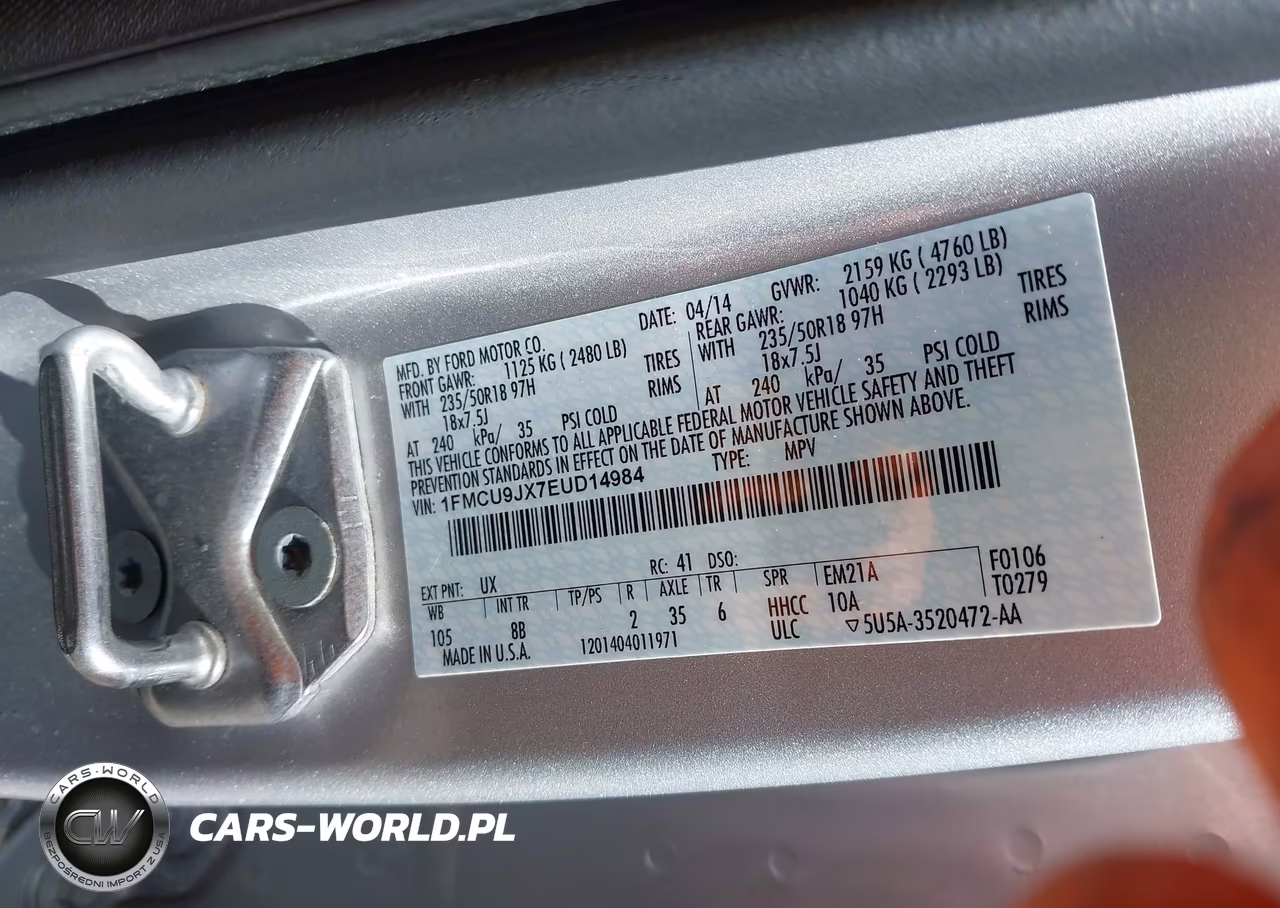 MFD. BY FORD MOTOR CO.
DATE: 04/14
GVWR: 2159 KG ( 4760 LB)
FRONT GAWR: 1125 KG ( 2480 LB)
REAR GAWR: 1040 KG ( 2293 LB)
WITH 235/50R18 97H TIRES
WITH 235/50R18 97H TIRES
18x7.5J RIMS
18x7.5J RIMS
AT 240 kPa/ 35 PSI COLD
AT 240 kPa/ 35 PSI COLD
THIS VEHICLE CONFORMS TO ALL APPLICABLE FEDERAL MOTOR VEHICLE SAFETY AND THEFT
PREVENTION STANDARDS IN EFFECT ON THE DATE OF MANUFACTURE SHOWN ABOVE.
VIN: 1FMCU9JX7EUD14984
TYPE: MPV
EXT PNT: UX RC: 41 DSO:
WB INT TR TP/PS R AXLE TR SPR EM21A F0106
105 8B 2 35 6 HHCC 10A T0279
MADE IN U.S.A. 1201404011971 ULC ▽5U5A-3520472-AA
CARS-WORLD
CW
BEZPOŚREDNI IMPORT Z USA
CARS-WORLD.PL